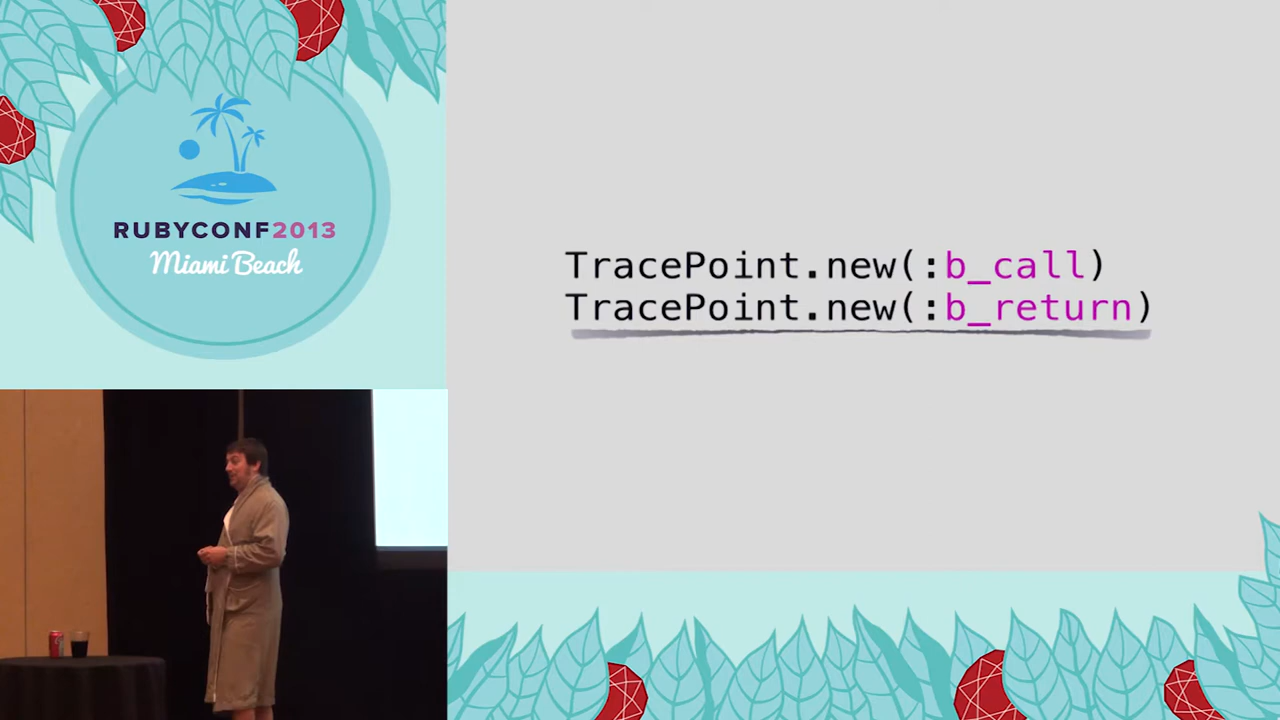 RUBYCONF2013
Miami Beach
TracePoint.new(:b_call)
TracePoint.new(:b_return)